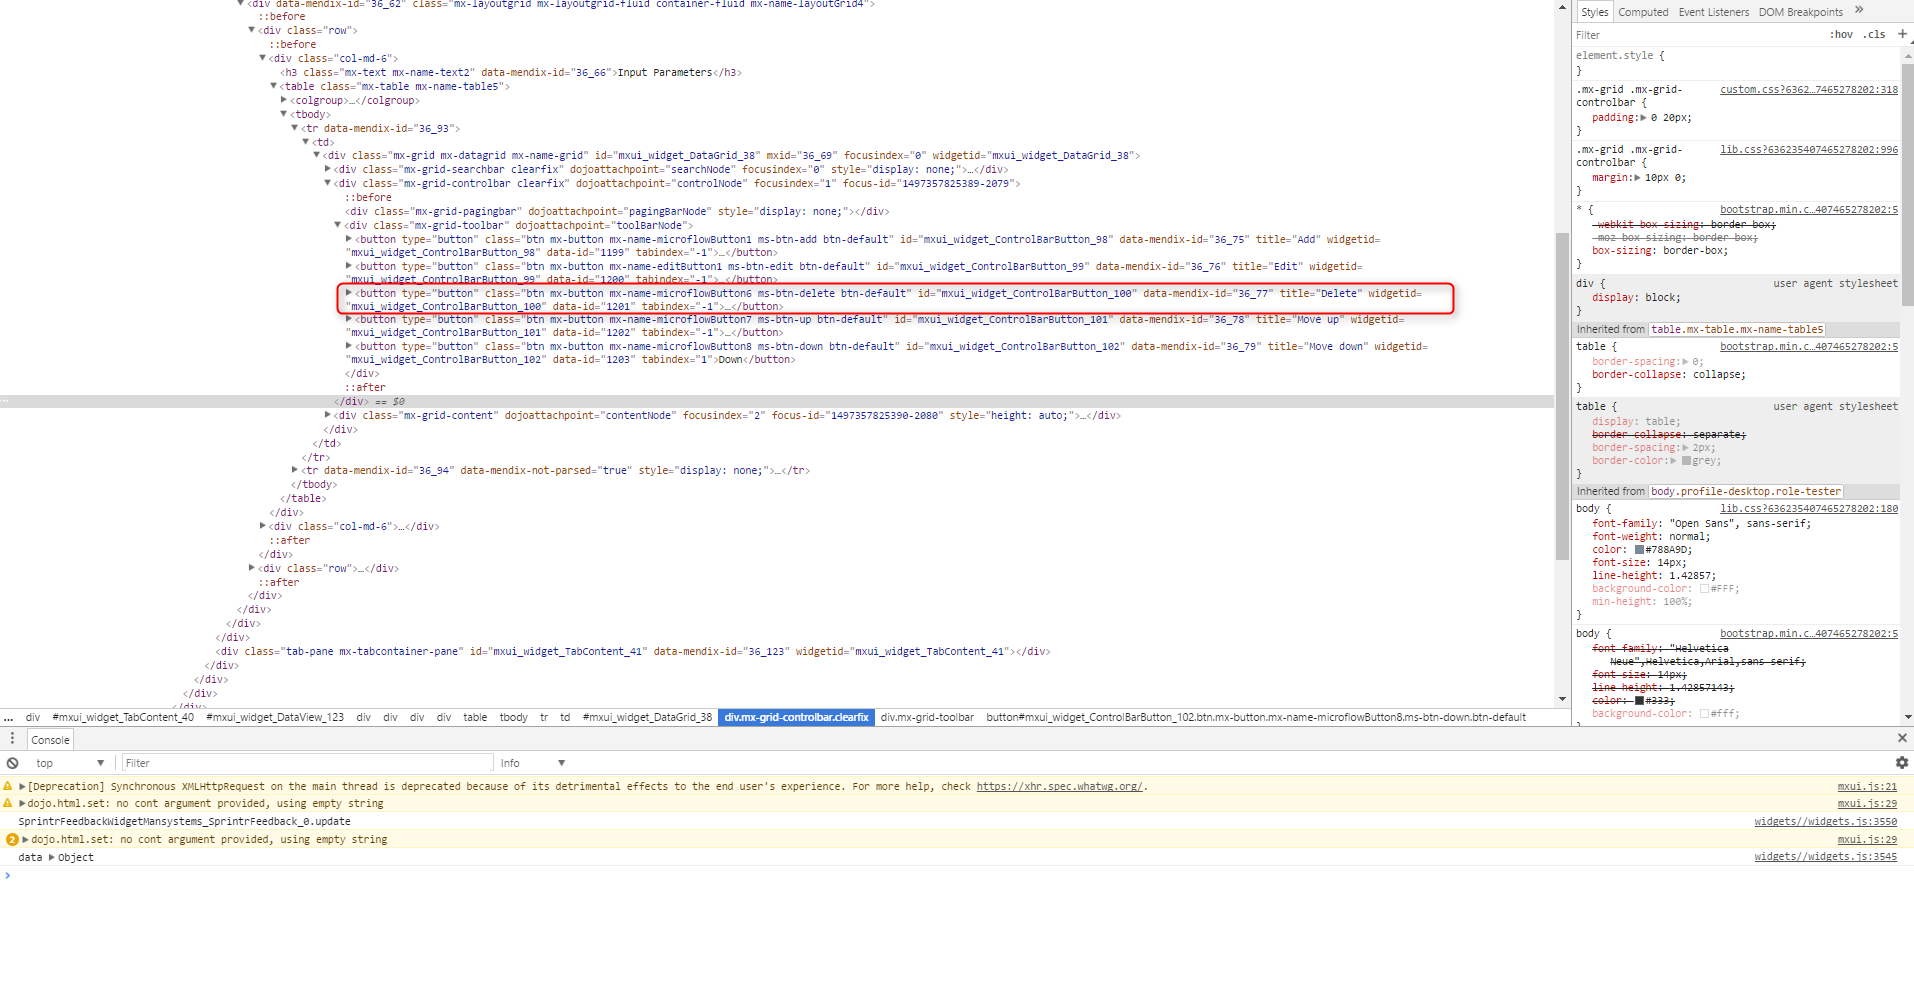 <div data-mendix-id="36_62" class="mx-layoutgrid mx-layoutgrid-fluid container-fluid mx-name-layoutGrid4">
::before
<div class="row">
::before
<div class="col-md-6">
<h3 class="mx-text mx-name-text2" data-mendix-id="36_66">Input Parameters</h3>
<table class="mx-table mx-name-table5">
<colgroup>…</colgroup>
<tbody>
<tr data-mendix-id="36_93">
<td>
<div class="mx-grid mx-datagrid mx-name-grid" id="mxui_widget_DataGrid_38" mxid="36_69" focusindex="0" widgetid="mxui_widget_DataGrid_38">
<div class="mx-grid-searchbar clearfix" dojoattachpoint="searchNode" focusindex="0" style="display: none;">…</div>
<div class="mx-grid-controlbar clearfix" dojoattachpoint="controlNode" focusindex="1" focus-id="1497357825389-2079">
::before
<div class="mx-grid-pagingbar" dojoattachpoint="pagingBarNode" style="display: none;"></div>
<div class="mx-grid-toolbar" dojoattachpoint="toolBarNode">
<button type="button" class="btn mx-button mx-name-microflowButton1 ms-btn-add btn-default" id="mxui_widget_ControlBarButton_98" data-mendix-id="36_75" title="Add" widgetid=
"mxui_widget_ControlBarButton_98" data-id="1199" tabindex="-1">…</button>
<button type="button" class="btn mx-button mx-name-editButton1 ms-btn-edit btn-default" id="mxui_widget_ControlBarButton_99" data-mendix-id="36_76" title="Edit" widgetid=
"mxui_widget_ControlBarButton_99" data-id="1200" tabindex="-1">…</button>
<button type="button" class="btn mx-button mx-name-microflowButton6 ms-btn-delete btn-default" id="mxui_widget_ControlBarButton_100" data-mendix-id="36_77" title="Delete" widgetid=
"mxui_widget_ControlBarButton_100" data-id="1201" tabindex="-1">…</button>
<button type="button" class="btn mx-button mx-name-microflowButton7 ms-btn-up btn-default" id="mxui_widget_ControlBarButton_101" data-mendix-id="36_78" title="Move up" widgetid=
"mxui_widget_ControlBarButton_101" data-id="1202" tabindex="-1">…</button>
<button type="button" class="btn mx-button mx-name-microflowButton8 ms-btn-down btn-default" id="mxui_widget_ControlBarButton_102" data-mendix-id="36_79" title="Move down" widgetid=
"mxui_widget_ControlBarButton_102" data-id="1203" tabindex="1">Down</button>
</div>
::after
… </div> == $0
<div class="mx-grid-content" dojoattachpoint="contentNode" focusindex="2" focus-id="1497357825390-2080" style="height: auto;">…</div>
</div>
</td>
</tr>
<tr data-mendix-id="36_94" data-mendix-not-parsed="true" style="display: none;">…</tr>
</tbody>
</table>
</div>
<div class="col-md-6">…</div>
::after
</div>
<div class="row">…</div>
::after
</div>
</div>
</div>
</div>
<div class="tab-pane mx-tabcontainer-pane" id="mxui_widget_TabContent_41" data-mendix-id="36_123" widgetid="mxui_widget_TabContent_41"></div>
</div>
</div>
</div>
</div>
... div #mxui_widget_TabContent_40 #mxui_widget_DataView_123 div div div div table tbody tr td #mxui_widget_DataGrid_38 div.mx-grid-controlbar.clearfix div.mx-grid-toolbar button#mxui_widget_ControlBarButton_102.btn.mx-button.mx-name-microflowButton8.ms-btn-down.btn-default
Styles Computed Event Listeners DOM Breakpoints »
Filter :hov .cls +
element.style {
}
.mx-grid .mx-grid- custom.css?6362…7465278202:318
controlbar {
padding: 0 20px;
}
.mx-grid .mx-grid- lib.css?636235407465278202:996
controlbar {
margin: 10px 0;
}
* { bootstrap.min.c…407465278202:5
-webkit-box-sizing: border-box;
-moz-box-sizing: border-box;
box-sizing: border-box;
}
div { user agent stylesheet
display: block;
}
Inherited from table.mx-table.mx-name-table5
table { bootstrap.min.c…407465278202:5
border-spacing: 0;
border-collapse: collapse;
}
table { user agent stylesheet
display: table;
border-collapse: separate;
border-spacing: 2px;
border-color: grey;
}
Inherited from body.profile-desktop.role-tester
body { lib.css?636235407465278202:180
font-family: "Open Sans", sans-serif;
font-weight: normal;
color: #788A9D;
font-size: 14px;
line-height: 1.42857;
background-color: #FFF;
min-height: 100%;
}
body { bootstrap.min.c…407465278202:5
font-family: "Helvetica
Neue",Helvetica,Arial,sans-serif;
font-size: 14px;
line-height: 1.42857143;
color: #333;
background-color: #fff;
}
Console
top Filter Info
[Deprecation] Synchronous XMLHttpRequest on the main thread is deprecated because of its detrimental effects to the end user's experience. For more help, check https://xhr.spec.whatwg.org/. mxui.js:21
dojo.html.set: no cont argument provided, using empty string mxui.js:29
SprintrFeedbackWidgetMansystems_SprintrFeedback_0.update widgets//widgets.js:3550
2 dojo.html.set: no cont argument provided, using empty string mxui.js:29
data Object widgets//widgets.js:3545